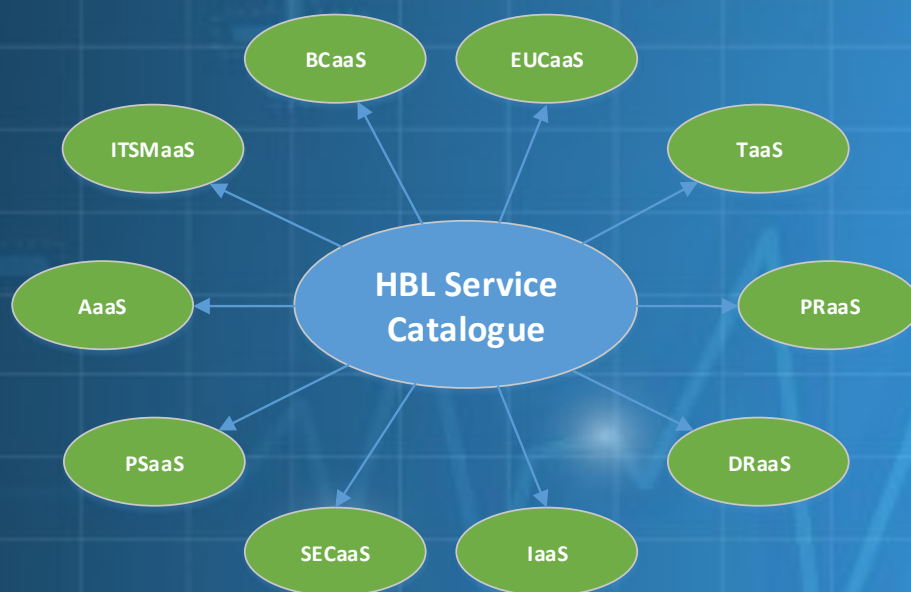 BCaaS
EUCaaS
ITSMaaS
TaaS
HBL Service
Catalogue
AaaS
PRaaS
PSaaS
DRaaS
SECaaS
IaaS